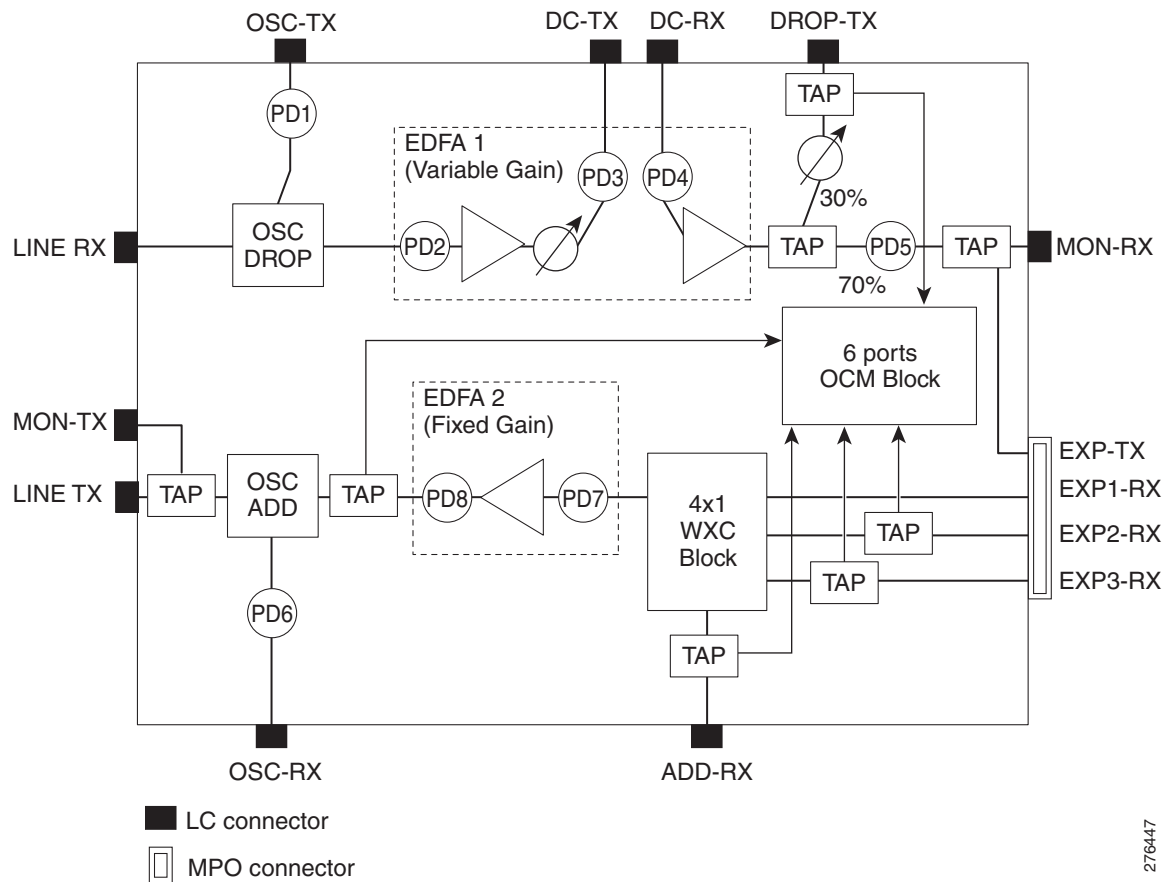 OSC-TX
DC-TX
DC-RX
DROP-TX
TAP
PD1
EDFA 1
(Variable Gain)
PD3
PD4
30%
OSC
DROP
LINE RX
PD2
TAP
PD5
TAP
MON-RX
70%
6 ports
OCM Block
EDFA 2
(Fixed Gain)
MON-TX
LINE TX
TAP
OSC
ADD
TAP
PD8
PD7
4x1
WXC
Block
EXP-TX
EXP1-RX
TAP
EXP2-RX
TAP
EXP3-RX
PD6
TAP
OSC-RX
ADD-RX
LC connector
MPO connector
276447